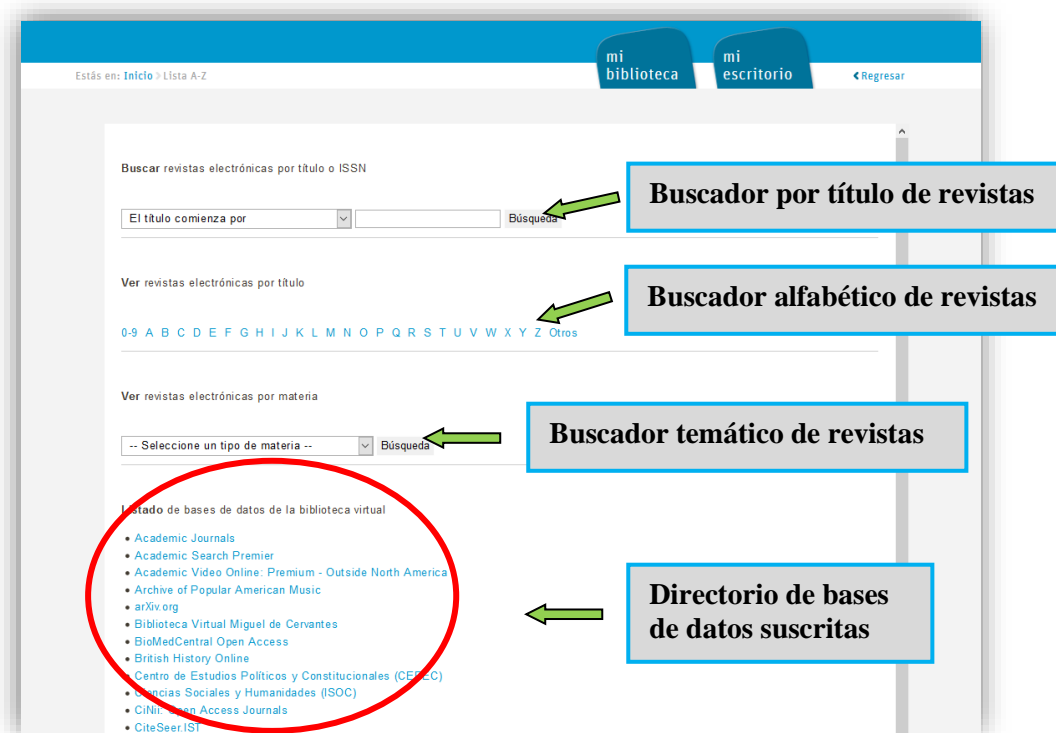 mi biblioteca
mi escritorio
Estás en: Inicio > Lista A-Z
Regresar
Buscar revistas electrónicas por título o ISSN
Buscador por título de revistas
El título comienza por
Búsqueda
Ver revistas electrónicas por título
Buscador alfabético de revistas
0-9 A B C D E F G H I J K L M N O P Q R S T U V W X Y Z Otros
Ver revistas electrónicas por materia
Buscador temático de revistas
-- Seleccione un tipo de materia --
Búsqueda
Listado de bases de datos de la biblioteca virtual
• Academic Journals
• Academic Search Premier
• Academic Video Online: Premium - Outside North America
• Archive of Popular American Music
• arXiv.org
• Biblioteca Virtual Miguel de Cervantes
• BioMedCentral Open Access
• British History Online
• Centro de Estudios Políticos y Constitucionales (CEPEC)
• Ciencias Sociales y Humanidades (ISOC)
• CiNii: Open Access Journals
• CiteSeer.IST
Directorio de bases
de datos suscritas